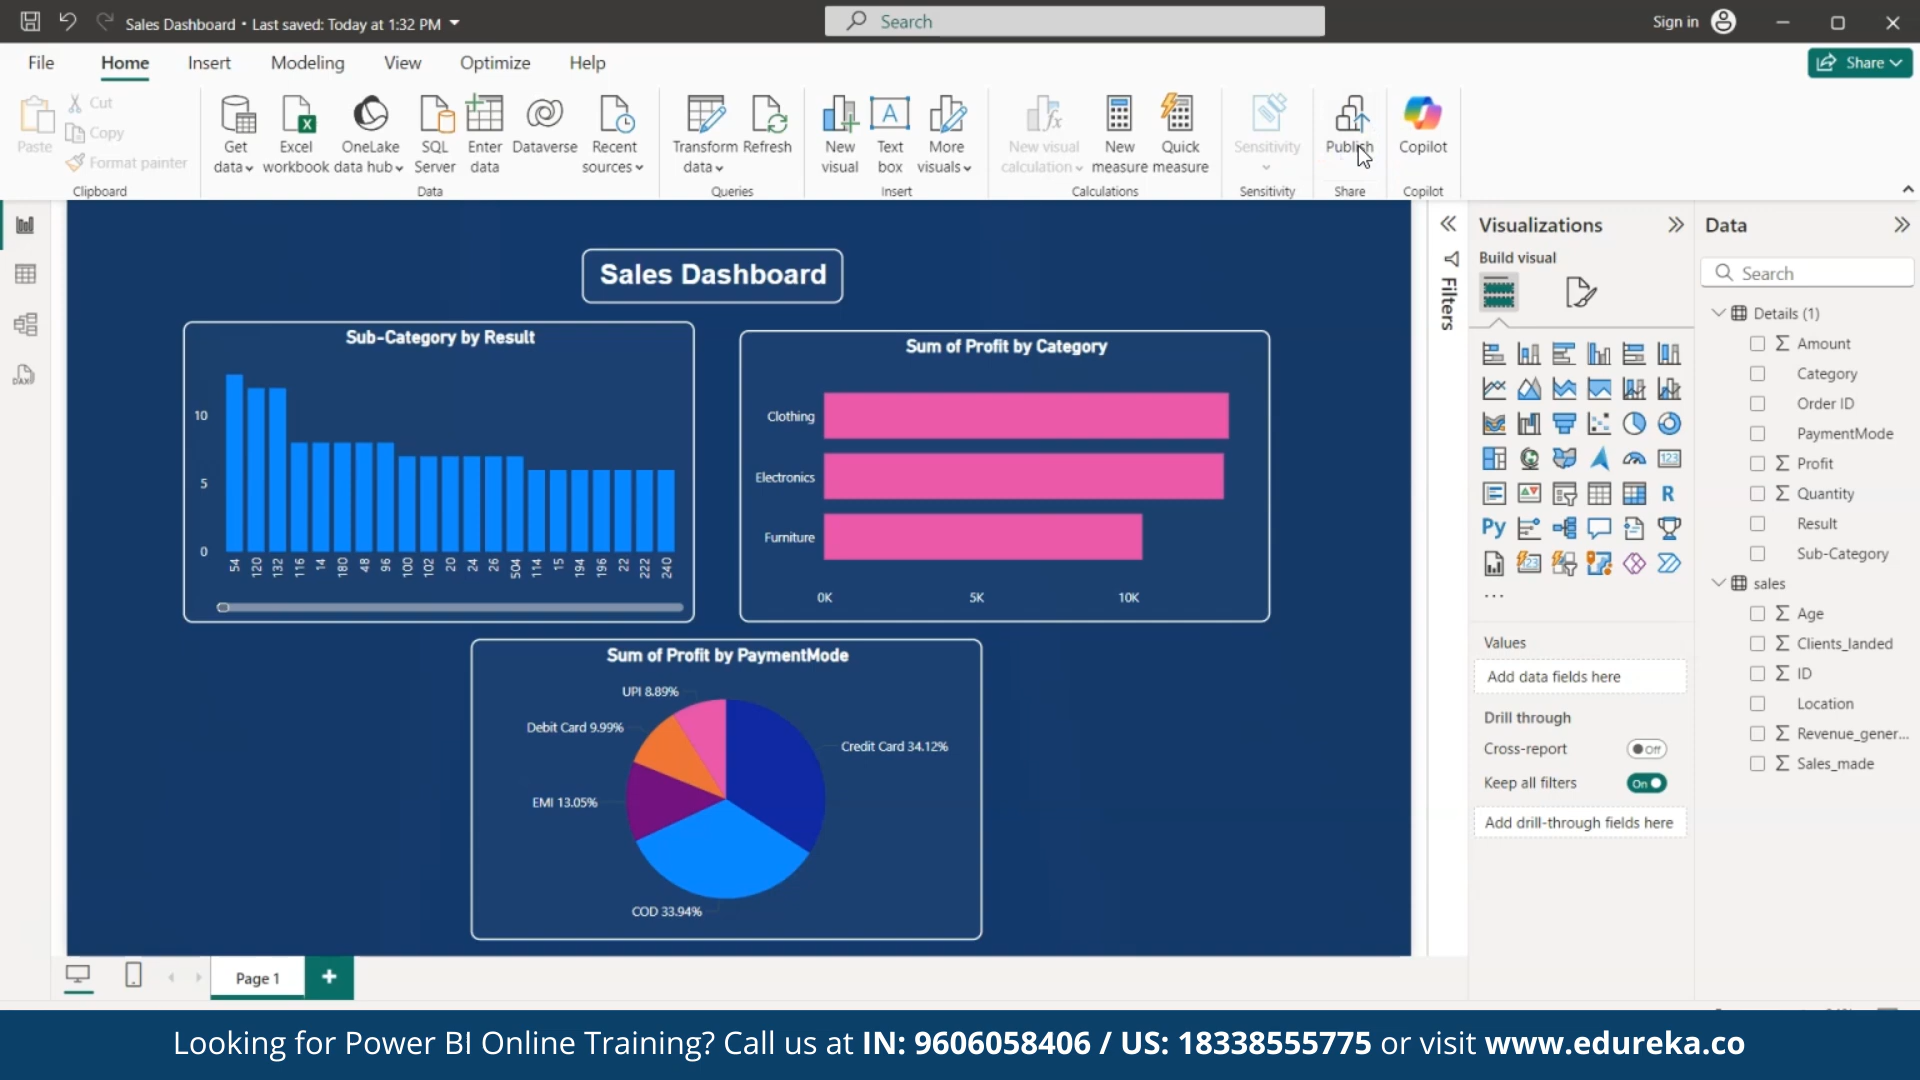 Sales Dashboard • Last saved: Today at 1:32 PM
Search
Sign in
File Home Insert Modeling View Optimize Help
Share
Paste
Cut
Copy
Format painter
Clipboard
Get data
Excel workbook
OneLake data hub
SQL Server
Enter data
Dataverse
Recent sources
Data
Transform data
Refresh
Queries
New visual
Text box
More visuals
Insert
New visual calculation
New measure
Quick measure
Calculations
Sensitivity
Sensitivity
Publish
Share
Copilot
Copilot
Sales Dashboard
Sub-Category by Result
10
5
0
54 120 132 116 14 180 48 96 100 102 20 24 26 504 114 15 194 196 22 222 240
Sum of Profit by Category
Clothing
Electronics
Furniture
0K 5K 10K
Sum of Profit by PaymentMode
UPI 8.89%
Debit Card 9.99%
Credit Card 34.12%
EMI 13.05%
COD 33.94%
Filters
Visualizations
Build visual
123
R
Py
...
Values
Add data fields here
Drill through
Cross-report
Off
Keep all filters
On
Add drill-through fields here
Data
Search
Details (1)
Amount
Category
Order ID
PaymentMode
Profit
Quantity
Result
Sub-Category
sales
Age
Clients_landed
ID
Location
Revenue_gener...
Sales_made
DAX
Page 1
Looking for Power BI Online Training? Call us at IN: 9606058406 / US: 18338555775 or visit www.edureka.co